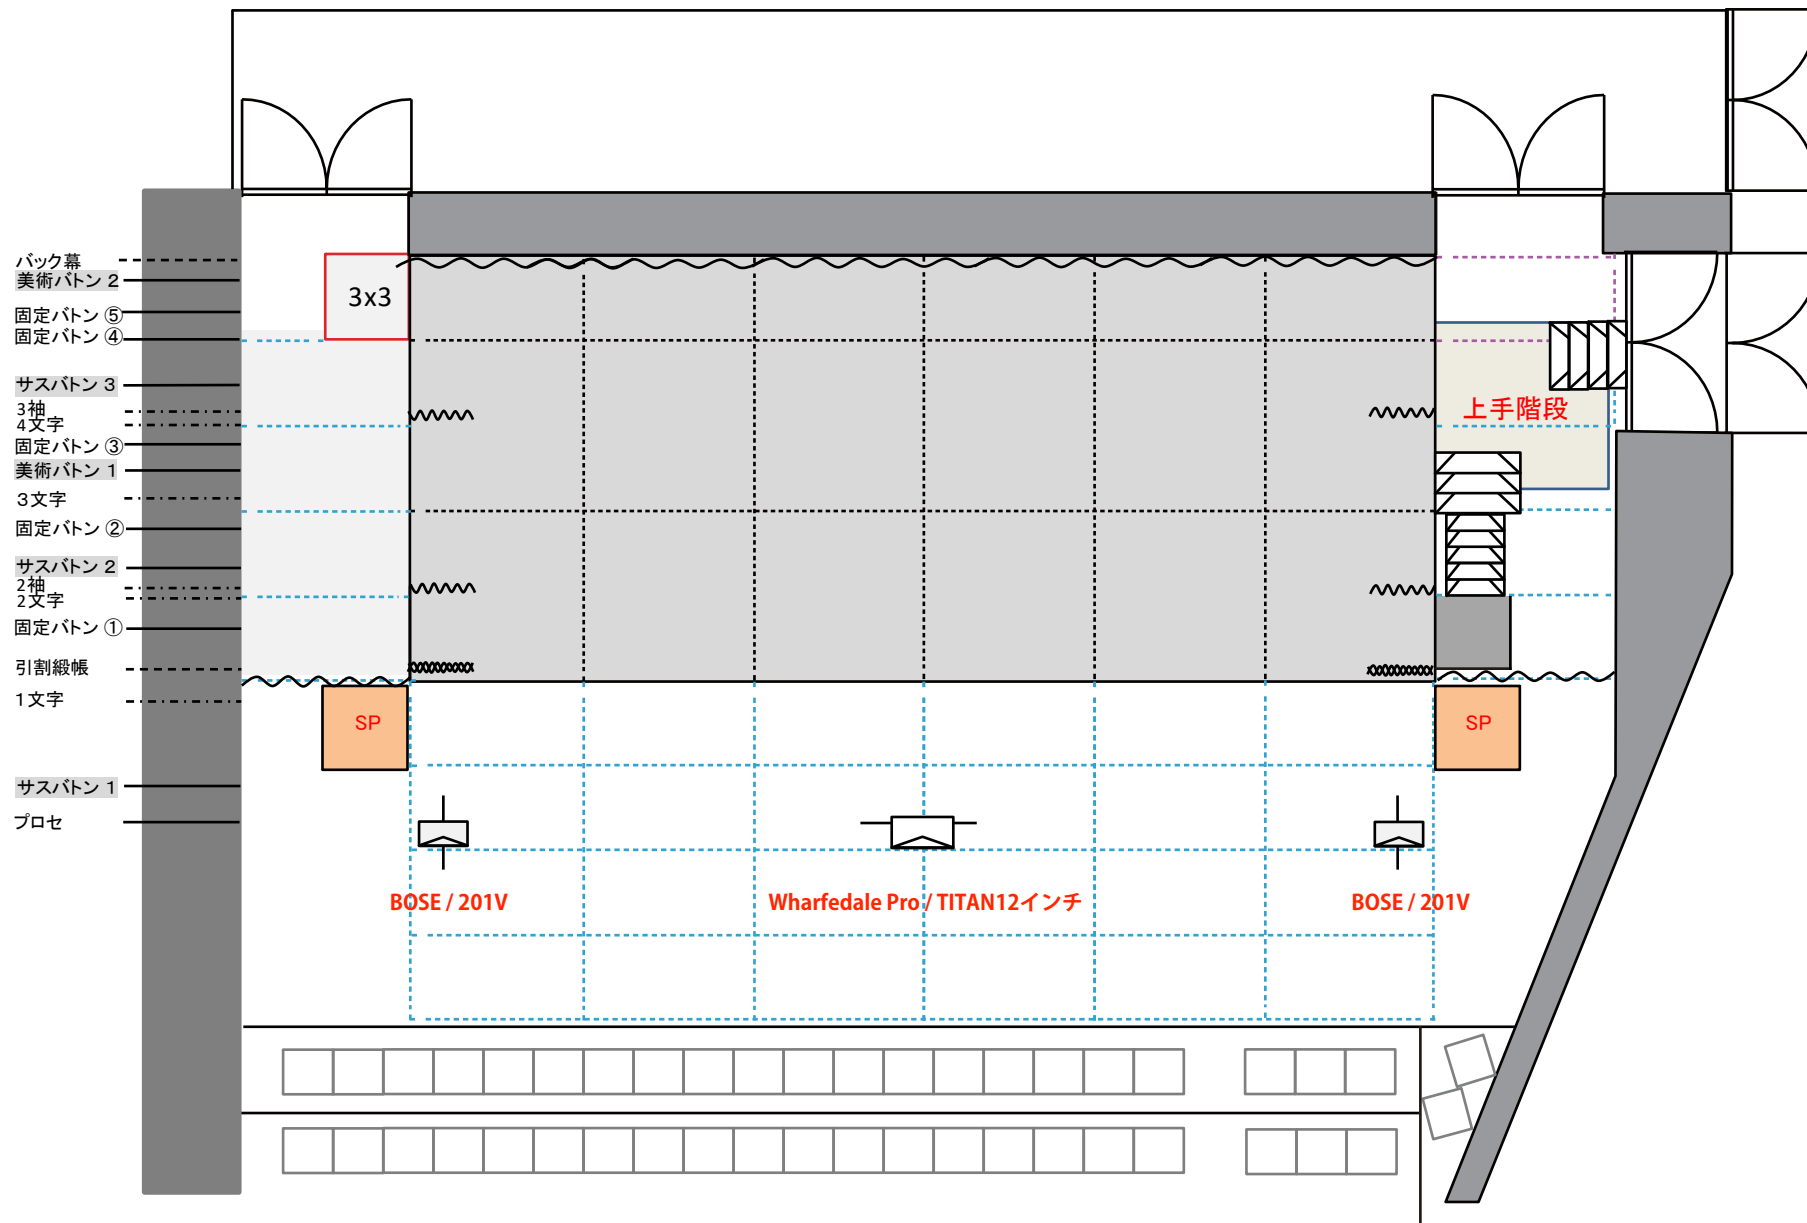 バック幕
美術バトン 2
固定バトン ⑤
固定バトン ④
サスバトン 3
3袖
4文字
固定バトン ③
美術バトン 1
3文字
固定バトン ②
サスバトン 2
2袖
2文字
固定バトン ①
引割緞帳
1文字
サスバトン 1
プロセ
3x3
上手階段
SP
SP
BOSE / 201V
Wharfedale Pro / TITAN12インチ
BOSE / 201V